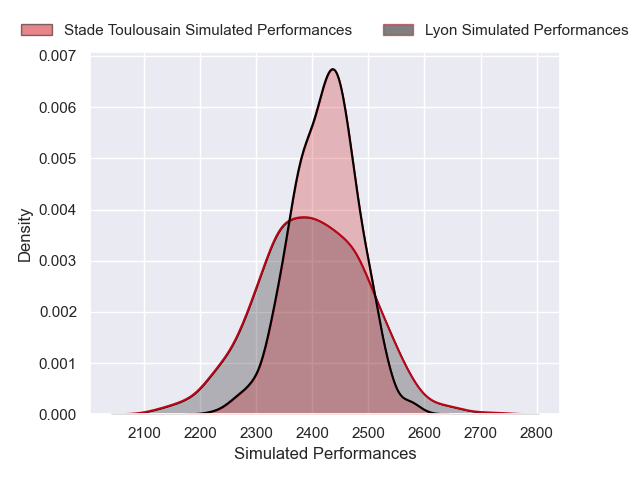 Stade Toulousain Simulated Performances
Lyon Simulated Performances
0.007
0.006
0.005
0.004
0.003
0.002
0.001
0.000
Density
2100 2200 2300 2400 2500 2600 2700 2800
Simulated Performances